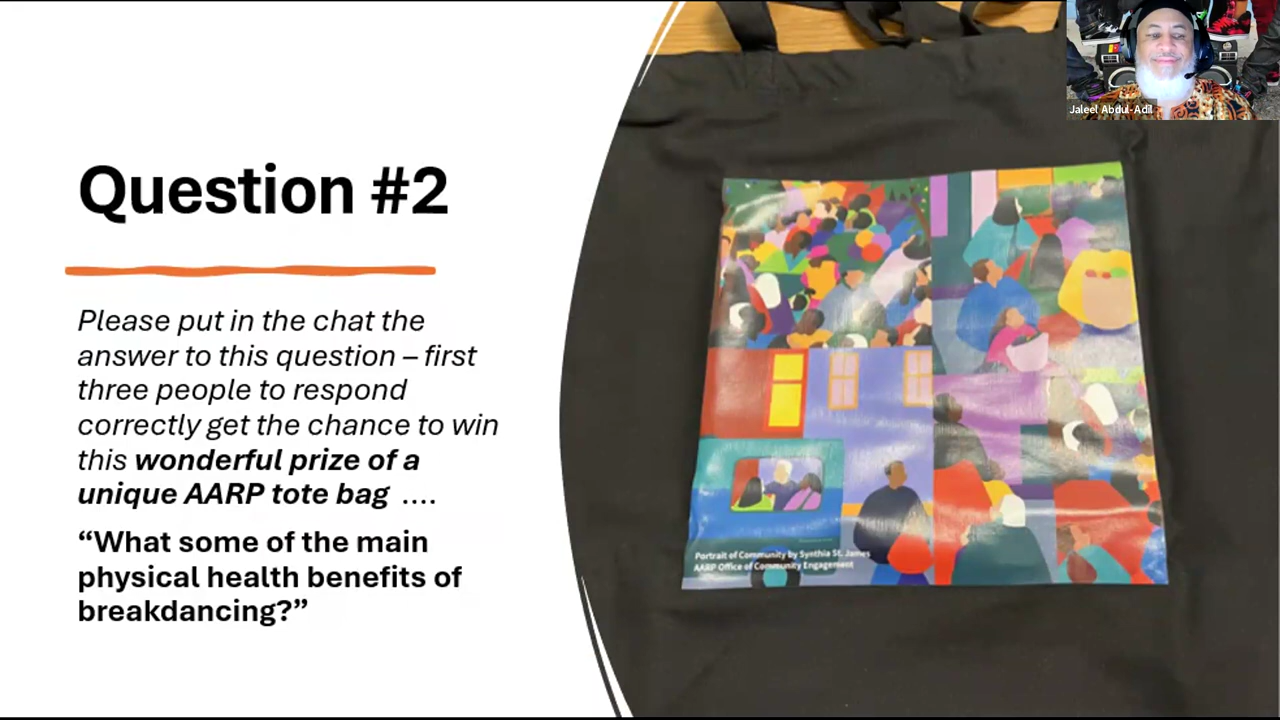 Jaleel Abdul-Adil
Question #2
Please put in the chat the
answer to this question – first
three people to respond
correctly get the chance to win
this wonderful prize of a
unique AARP tote bag ....
“What some of the main
physical health benefits of
breakdancing?”
Portrait of Community by Synthia St. James
AARP Office of Community Engagement